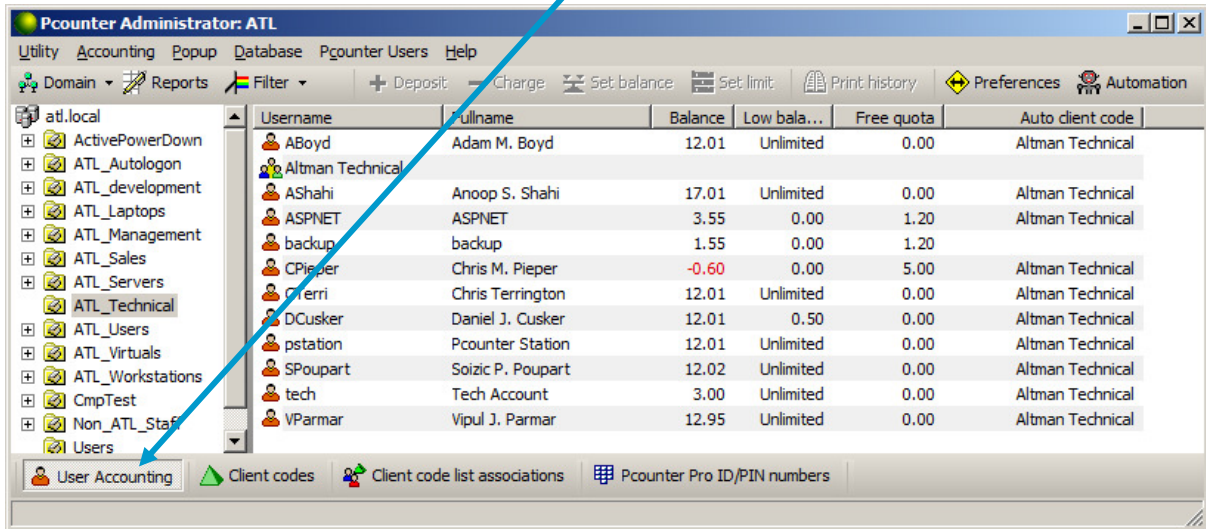 Pcounter Administrator: ATL
Utility Accounting Popup Database Pcounter Users Help
Domain Reports Filter Deposit Charge Set balance Set limit Print history Preferences Automation
atl.local
ActivePowerDown
ATL_Autologon
ATL_development
ATL_Laptops
ATL_Management
ATL_Sales
ATL_Servers
ATL_Technical
ATL_Users
ATL_Virtuals
ATL_Workstations
CmpTest
Non_ATL_Staff
Users
Username Fullname Balance Low bala... Free quota Auto client code
ABoyd Adam M. Boyd 12.01 Unlimited 0.00 Altman Technical
Altman Technical
AShahi Anoop S. Shahi 17.01 Unlimited 0.00 Altman Technical
ASPNET ASPNET 3.55 0.00 1.20 Altman Technical
backup backup 1.55 0.00 1.20
CPieper Chris M. Pieper -0.60 0.00 5.00 Altman Technical
CTerri Chris Terrington 12.01 Unlimited 0.00 Altman Technical
DCusker Daniel J. Cusker 12.01 0.50 0.00 Altman Technical
pstation Pcounter Station 12.01 Unlimited 0.00 Altman Technical
SPoupart Soizic P. Poupart 12.02 Unlimited 0.00 Altman Technical
tech Tech Account 3.00 Unlimited 0.00 Altman Technical
VParmar Vipul J. Parmar 12.95 Unlimited 0.00 Altman Technical
User Accounting Client codes Client code list associations Pcounter Pro ID/PIN numbers